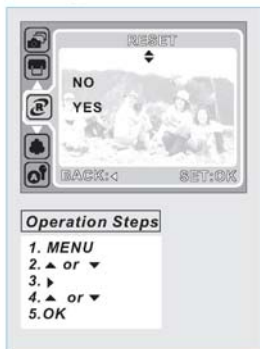 RESET
NO
YES
BACK:◁ SET:OK
Operation Steps
1. MENU
2. ▲ or ▼
3. ▶
4. ▲ or ▼
5.OK